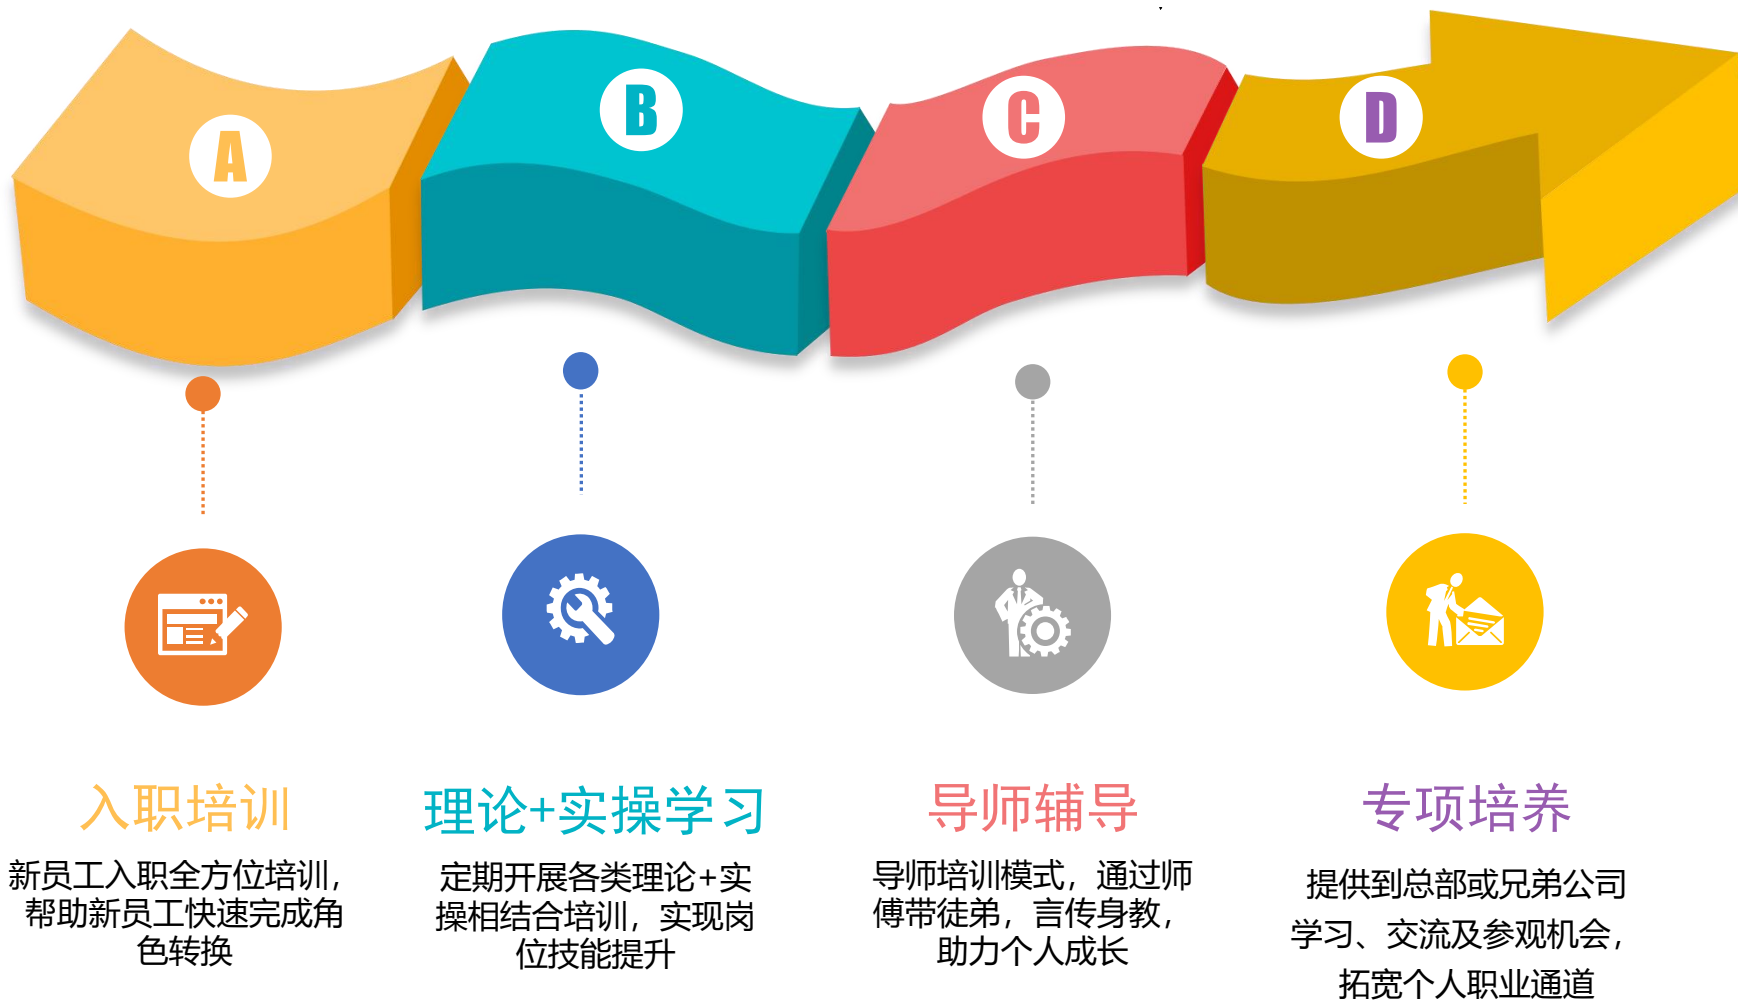 A
B
C
D
入职培训
新员工入职全方位培训,
帮助新员工快速完成角
色转换
理论+实操学习
定期开展各类理论+实
操相结合培训，实现岗
位技能提升
导师辅导
导师培训模式，通过师
傅带徒弟，言传身教，
助力个人成长
专项培养
提供到总部或兄弟公司
学习、交流及参观机会，
拓宽个人职业通道